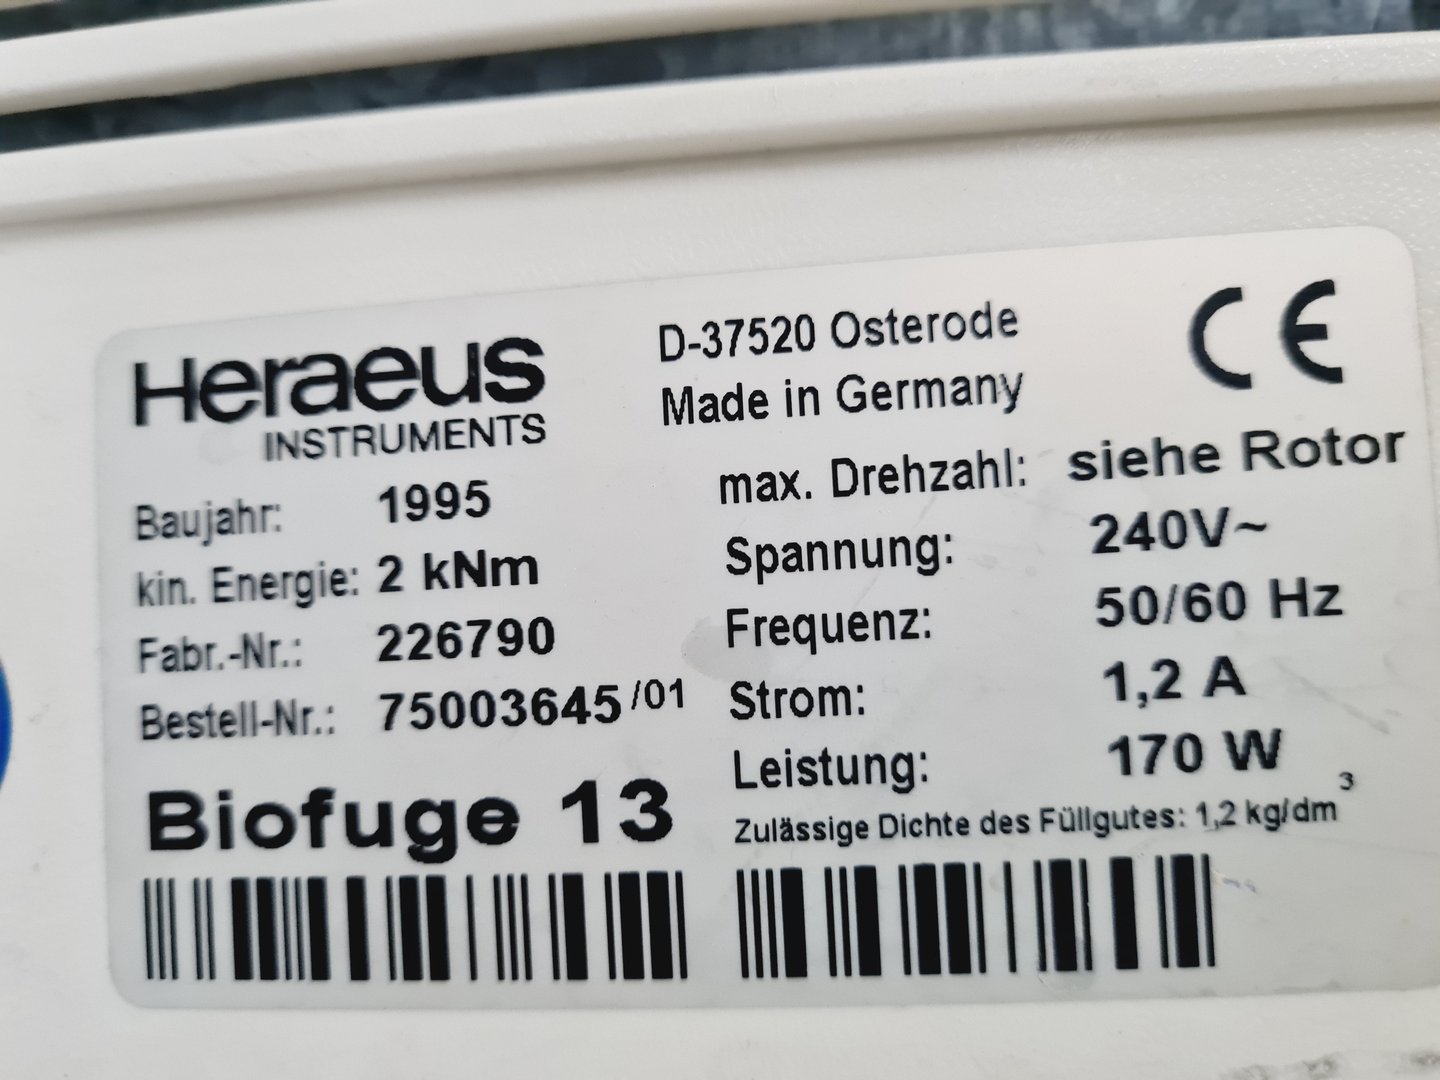 Heraeus
INSTRUMENTS
D-37520 Osterode
Made in Germany
CE
Baujahr: 1995
kin. Energie: 2 kNm
Fabr.-Nr.: 226790
Bestell-Nr.: 75003645/01
Biofuge 13
max. Drehzahl: siehe Rotor
Spannung: 240V~
Frequenz: 50/60 Hz
Strom: 1,2 A
Leistung: 170 W
Zulässige Dichte des Füllgutes: 1,2 kg/dm³